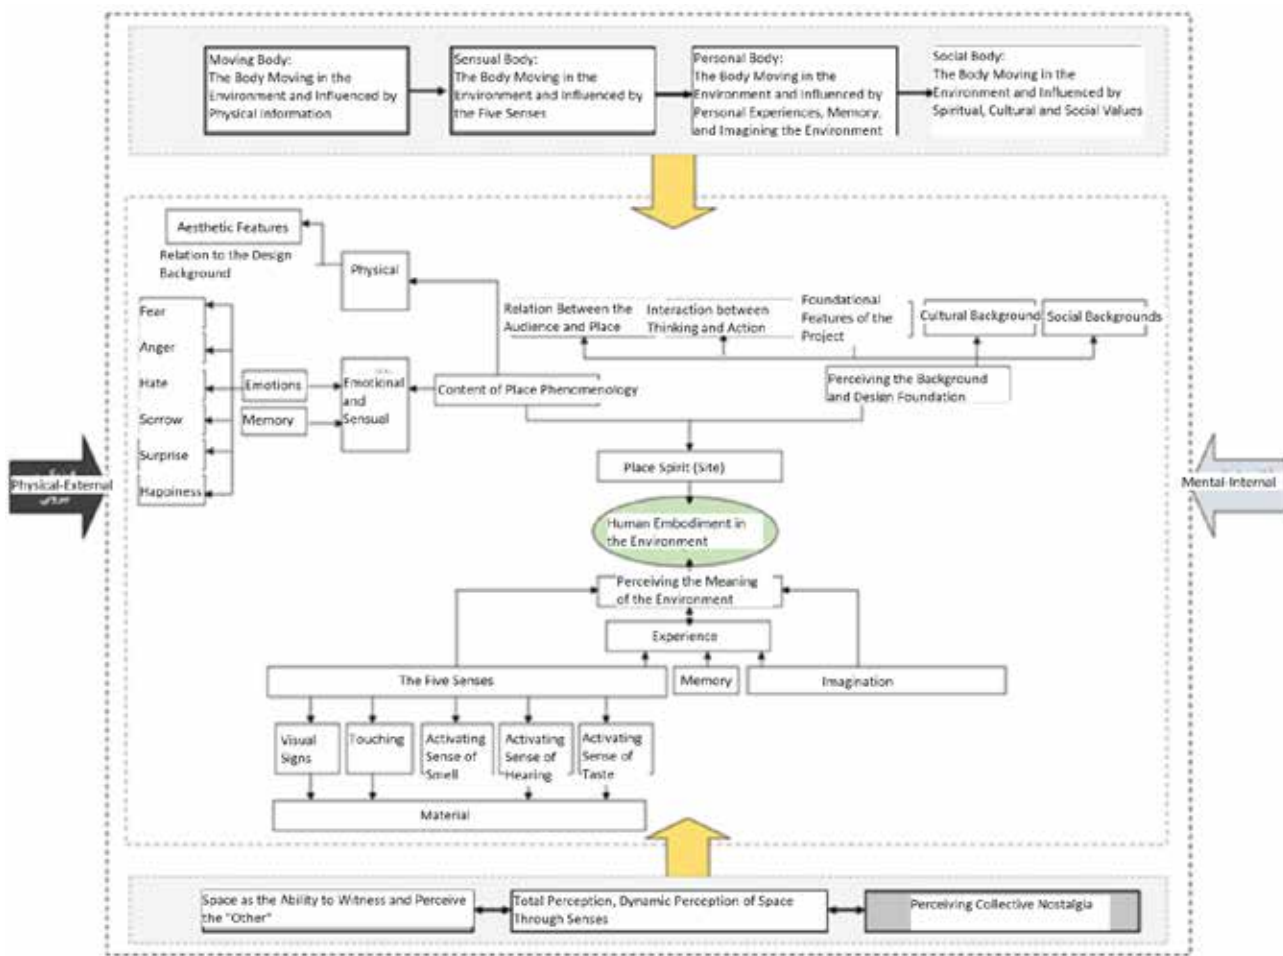 Moving Body:
The Body Moving in the
Environment and Influenced by
Physical Information
Sensual Body:
The Body Moving in the
Environment and Influenced by
the Five Senses
Personal Body:
The Body Moving in the
Environment and Influenced by
Personal Experiences, Memory,
and Imagining the Environment
Social Body:
The Body Moving in the
Environment and Influenced by
Spiritual, Cultural and Social Values
Aesthetic Features
Relation to the Design
Background
Physical
Relation Between the
Audience and Place
Interaction between
Thinking and Action
Foundational
Features of the
Project
Cultural Background
Social Backgrounds
Fear
Anger
Hate
Sorrow
Surprise
Happiness
Emotions
Memory
Emotional
and
Sensual
Content of Place Phenomenology
Perceiving the Background
and Design Foundation
Place Spirit (Site)
Physical-External
Mental-Internal
Human Embodiment in
the Environment
Perceiving the Meaning
of the Environment
Experience
The Five Senses
Memory
Imagination
Visual
Signs
Touching
Activating
Sense of
Smell
Activating
Sense of
Hearing
Activating
Sense of
Taste
Material
Space as the Ability to Witness and Perceive
the "Other"
Total Perception, Dynamic Perception of Space
Through Senses
Perceiving Collective Nostalgia